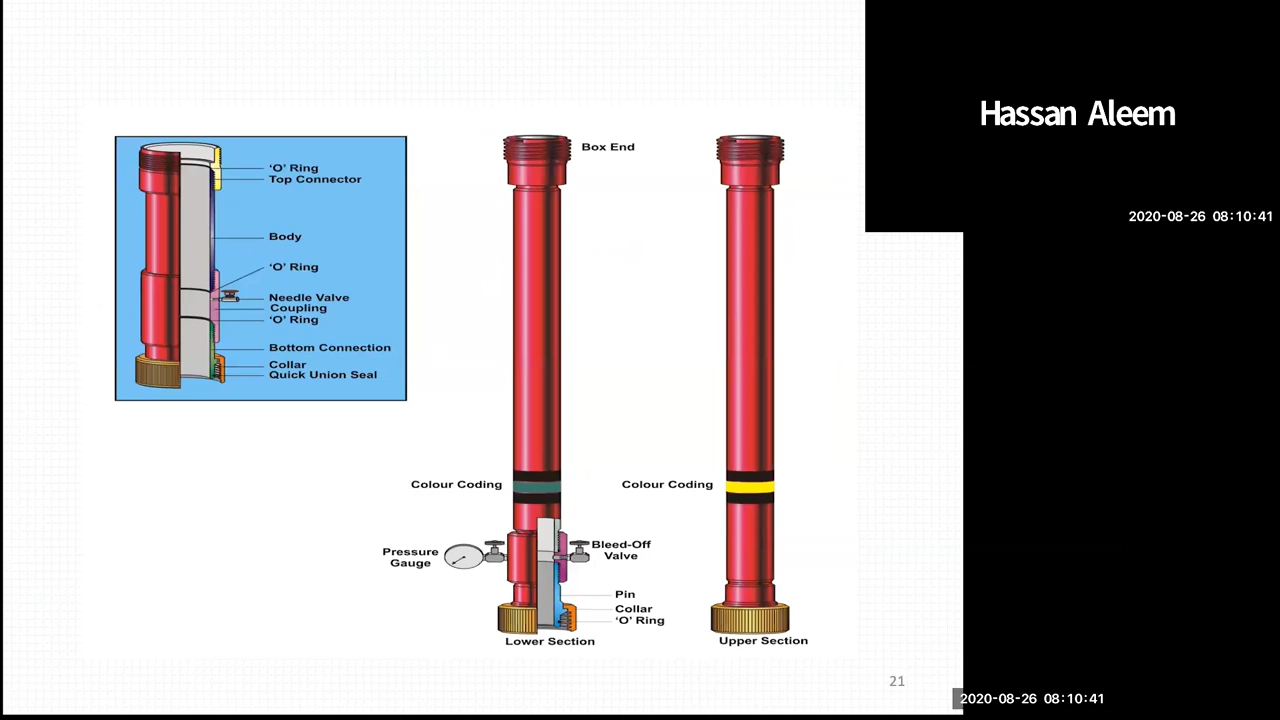 Hassan Aleem
2020-08-26 08:10:41
'O' Ring
Top Connector
Body
'O' Ring
Needle Valve
Coupling
'O' Ring
Bottom Connection
Collar
Quick Union Seal
Box End
Colour Coding
Pressure
Gauge
Bleed-Off
Valve
Pin
Collar
'O' Ring
Lower Section
Colour Coding
Upper Section
21
2020-08-26 08:10:41